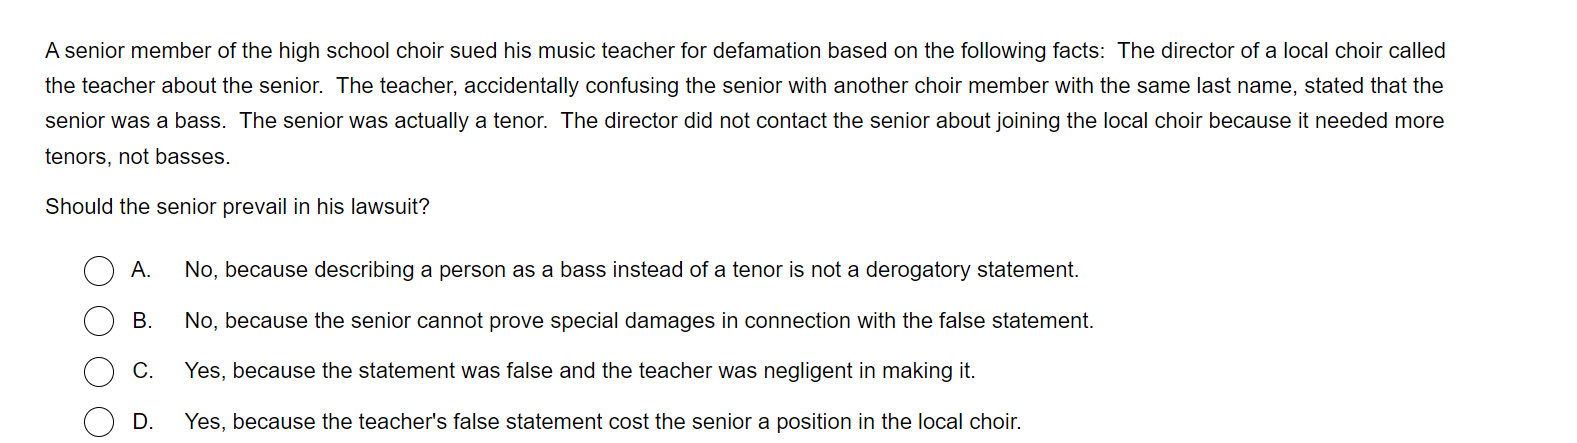 A senior member of the high school choir sued his music teacher for defamation based on the following facts:  The director of a local choir called
the teacher about the senior.  The teacher, accidentally confusing the senior with another choir member with the same last name, stated that the
senior was a bass.  The senior was actually a tenor.  The director did not contact the senior about joining the local choir because it needed more
tenors, not basses.
Should the senior prevail in his lawsuit?
A. No, because describing a person as a bass instead of a tenor is not a derogatory statement.
B. No, because the senior cannot prove special damages in connection with the false statement.
C. Yes, because the statement was false and the teacher was negligent in making it.
D. Yes, because the teacher's false statement cost the senior a position in the local choir.